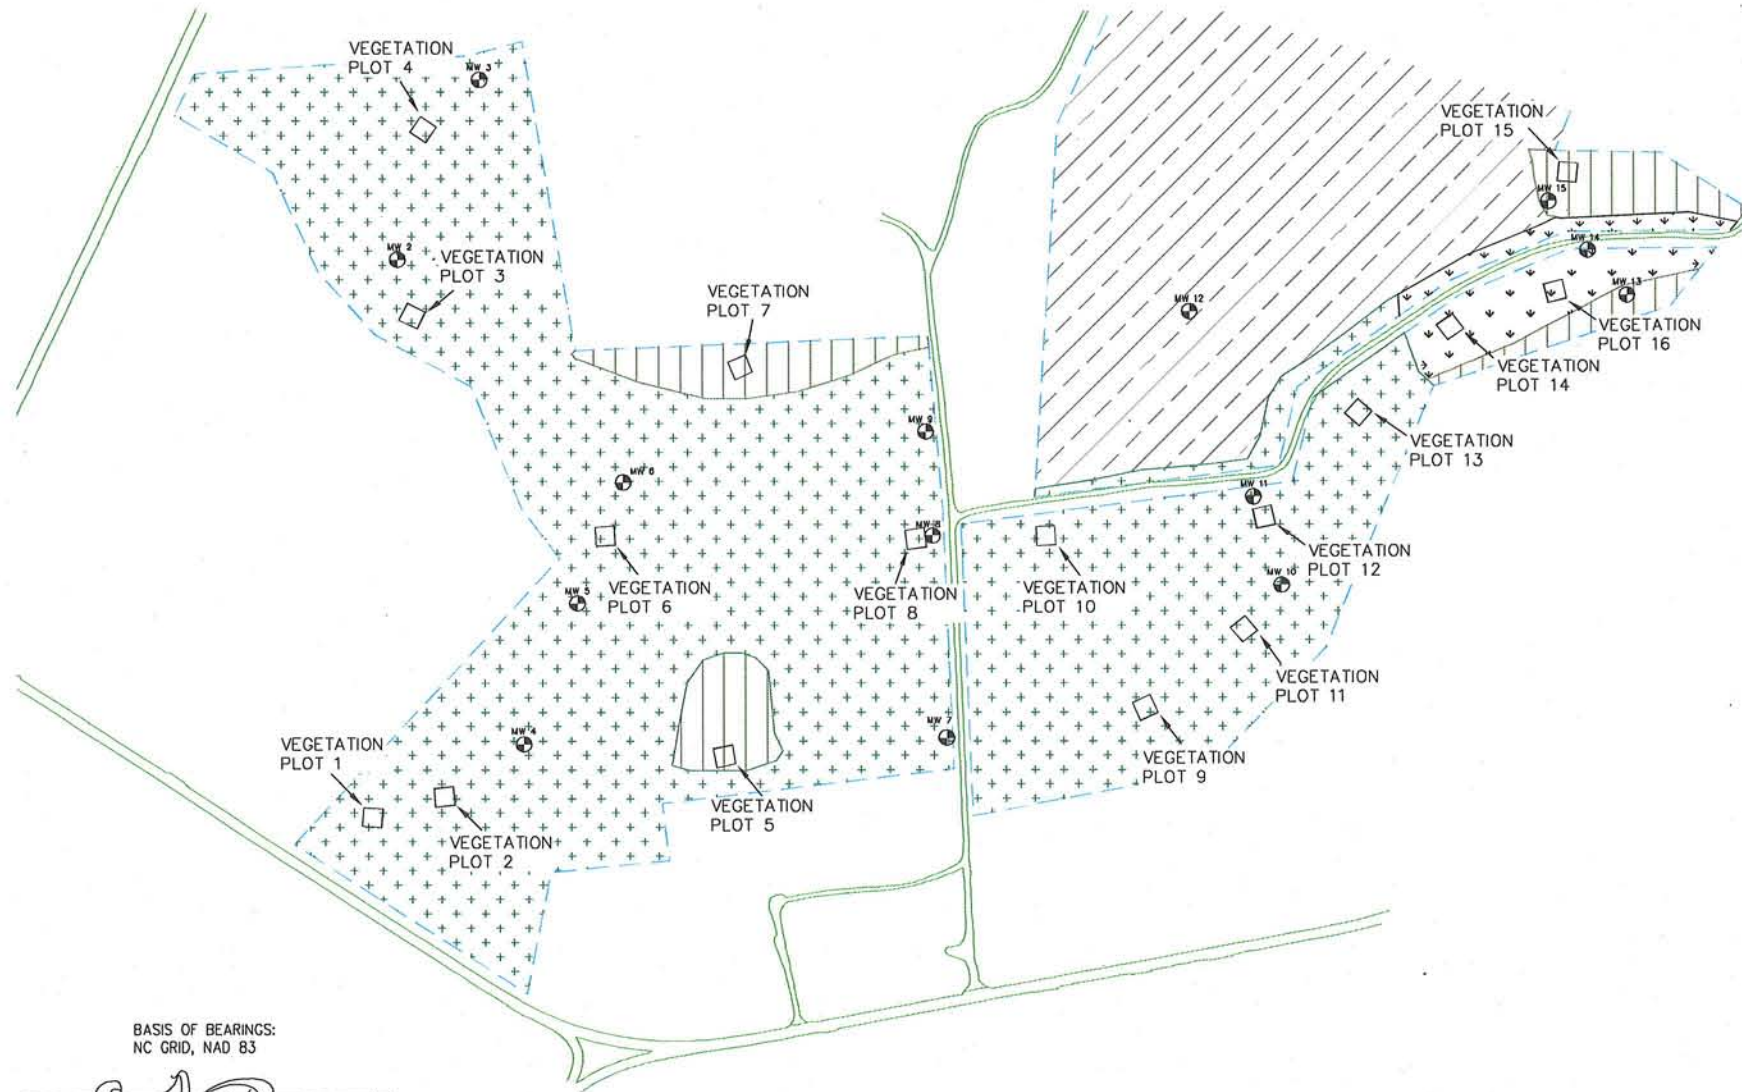 VEGETATION
PLOT 4
MW 3
VEGETATION
PLOT 15
MW 15
MW 2
VEGETATION
PLOT 3
MW 14
VEGETATION
PLOT 7
MW 12
MW 13
VEGETATION
PLOT 16
VEGETATION
PLOT 14
MW 9
VEGETATION
PLOT 13
MW 6
MW 11
MW 8
VEGETATION
PLOT 12
MW 10
VEGETATION
PLOT 6
MW 5
VEGETATION
PLOT 8
VEGETATION
PLOT 10
VEGETATION
PLOT 11
MW 7
MW 4
VEGETATION
PLOT 1
VEGETATION
PLOT 9
VEGETATION
PLOT 5
VEGETATION
PLOT 2
BASIS OF BEARINGS:
NC GRID, NAD 83